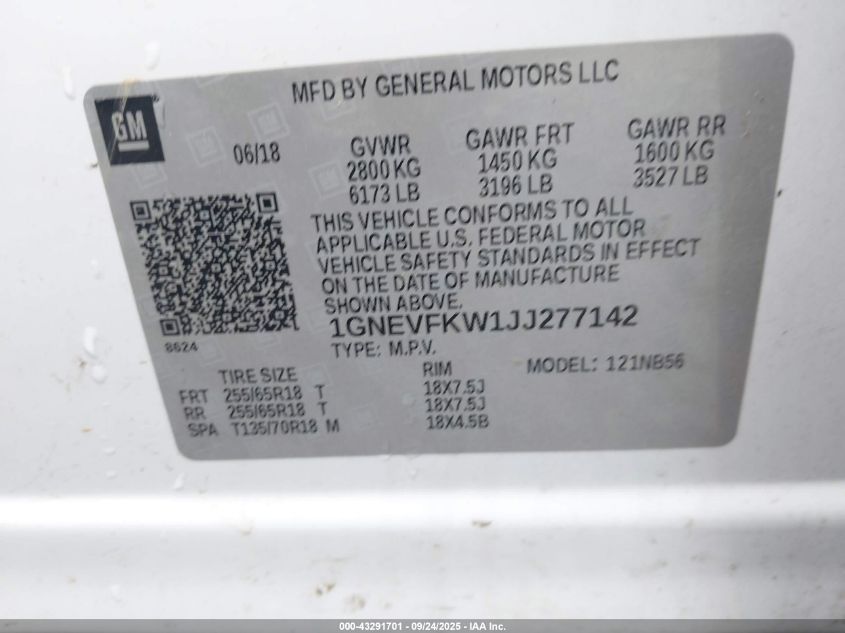 MFD BY GENERAL MOTORS LLC
GM
06/18
GVWR
2800 KG
6173 LB
GAWR FRT
1450 KG
3196 LB
GAWR RR
1600 KG
3527 LB
THIS VEHICLE CONFORMS TO ALL
APPLICABLE U.S. FEDERAL MOTOR
VEHICLE SAFETY STANDARDS IN EFFECT
ON THE DATE OF MANUFACTURE
SHOWN ABOVE.
1GNEVFKW1JJ277142
8624
TYPE: M.P.V.
MODEL: 121NB56
TIRE SIZE RIM
FRT 255/65R18 T 18X7.5J
RR 255/65R18 T 18X7.5J
SPA T135/70R18 M 18X4.5B
000-43291701 - 09/24/2025 - IAA Inc.